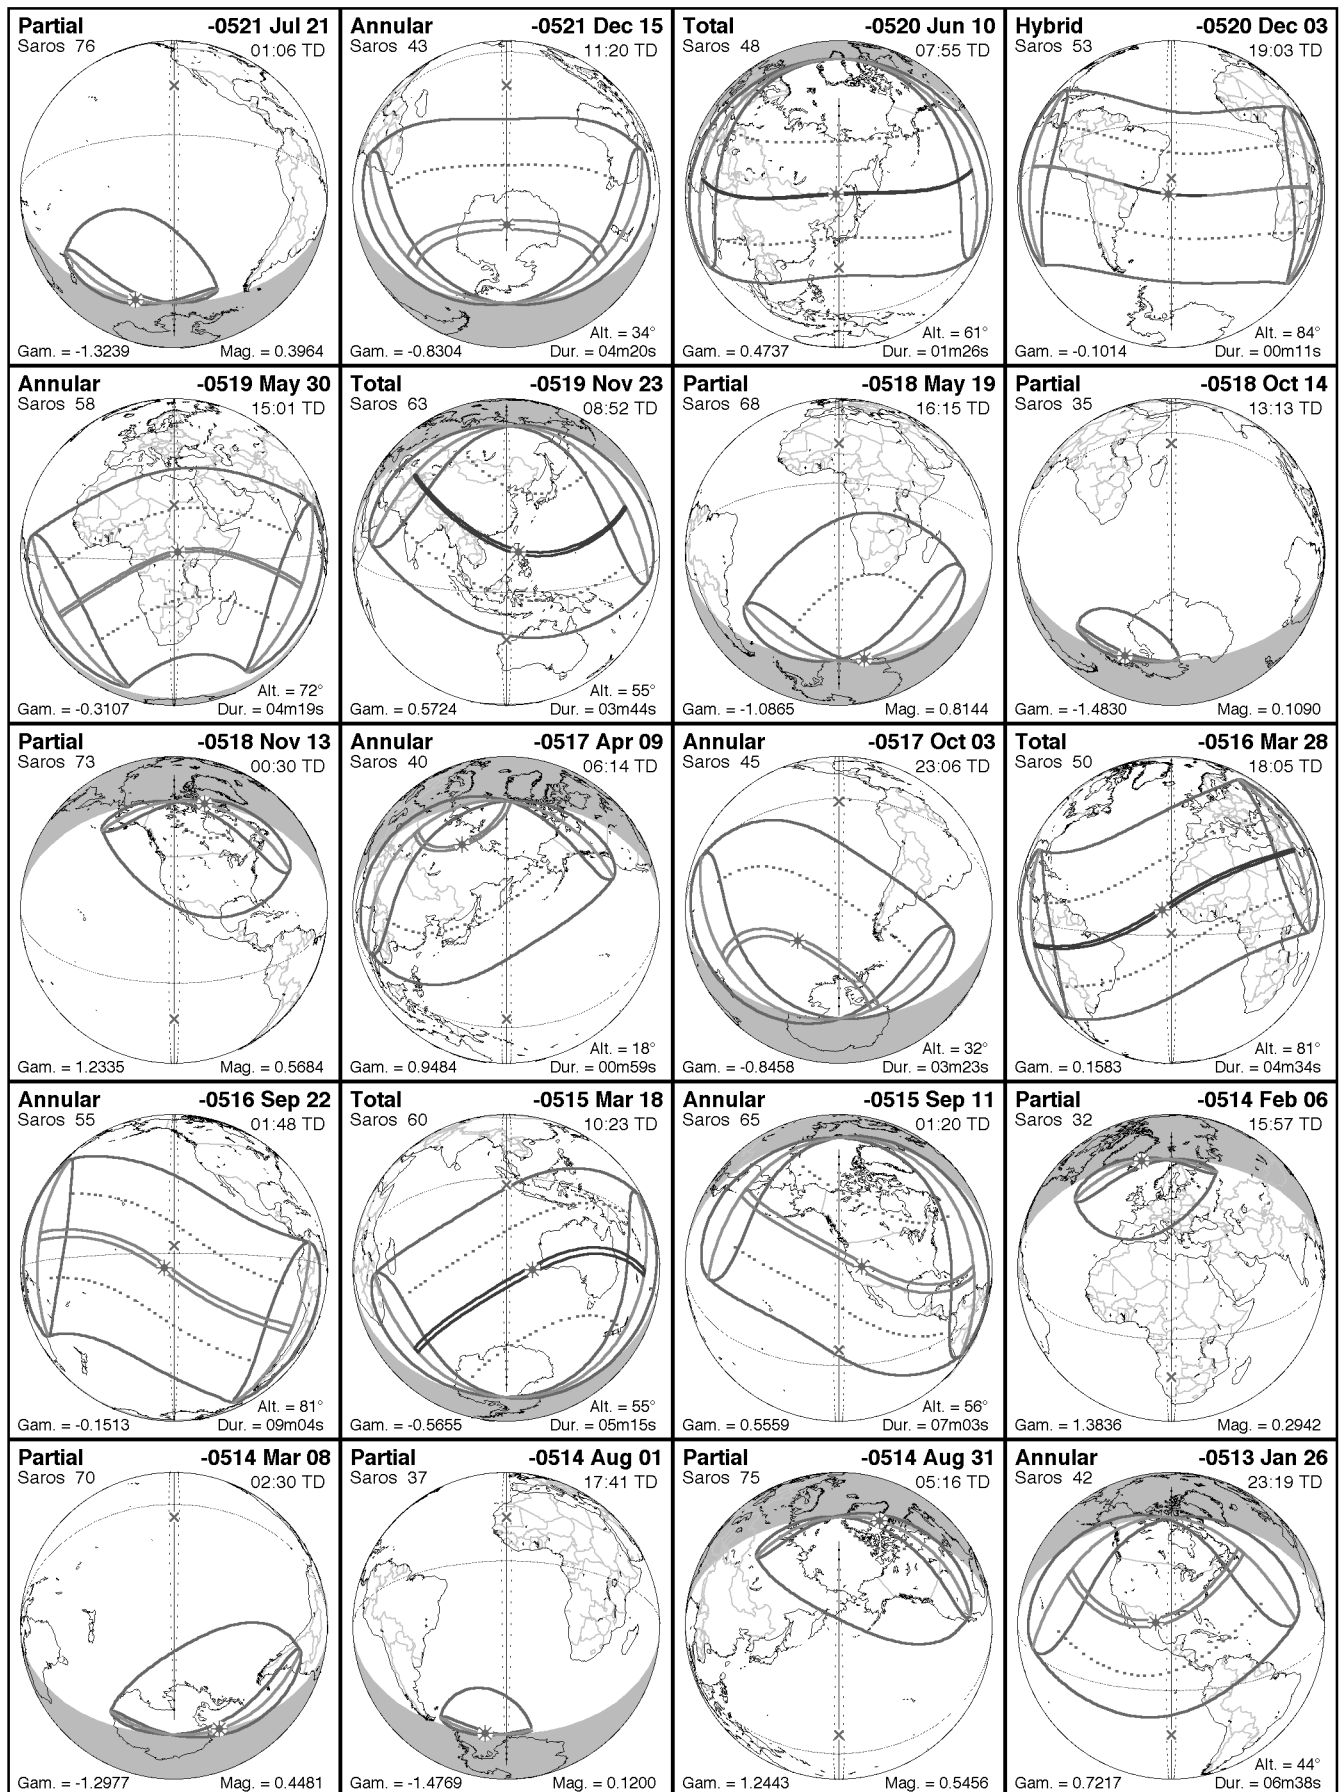 Partial -0521 Jul 21
Saros 76 01:06 TD
Gam. = -1.3239 Mag. = 0.3964
Annular -0521 Dec 15
Saros 43 11:20 TD
Alt. = 34°
Gam. = -0.8304 Dur. = 04m20s
Total -0520 Jun 10
Saros 48 07:55 TD
Alt. = 61°
Gam. = 0.4737 Dur. = 01m26s
Hybrid -0520 Dec 03
Saros 53 19:03 TD
Alt. = 84°
Gam. = -0.1014 Dur. = 00m11s
Annular -0519 May 30
Saros 58 15:01 TD
Alt. = 72°
Gam. = -0.3107 Dur. = 04m19s
Total -0519 Nov 23
Saros 63 08:52 TD
Alt. = 55°
Gam. = 0.5724 Dur. = 03m44s
Partial -0518 May 19
Saros 68 16:15 TD
Gam. = -1.0865 Mag. = 0.8144
Partial -0518 Oct 14
Saros 35 13:13 TD
Gam. = -1.4830 Mag. = 0.1090
Partial -0518 Nov 13
Saros 73 00:30 TD
Gam. = 1.2335 Mag. = 0.5684
Annular -0517 Apr 09
Saros 40 06:14 TD
Alt. = 18°
Gam. = 0.9484 Dur. = 00m59s
Annular -0517 Oct 03
Saros 45 23:06 TD
Alt. = 32°
Gam. = -0.8458 Dur. = 03m23s
Total -0516 Mar 28
Saros 50 18:05 TD
Alt. = 81°
Gam. = 0.1583 Dur. = 04m34s
Annular -0516 Sep 22
Saros 55 01:48 TD
Alt. = 81°
Gam. = -0.1513 Dur. = 09m04s
Total -0515 Mar 18
Saros 60 10:23 TD
Alt. = 55°
Gam. = -0.5655 Dur. = 05m15s
Annular -0515 Sep 11
Saros 65 01:20 TD
Alt. = 56°
Gam. = 0.5559 Dur. = 07m03s
Partial -0514 Feb 06
Saros 32 15:57 TD
Gam. = 1.3836 Mag. = 0.2942
Partial -0514 Mar 08
Saros 70 02:30 TD
Gam. = -1.2977 Mag. = 0.4481
Partial -0514 Aug 01
Saros 37 17:41 TD
Gam. = -1.4769 Mag. = 0.1200
Partial -0514 Aug 31
Saros 75 05:16 TD
Gam. = 1.2443 Mag. = 0.5456
Annular -0513 Jan 26
Saros 42 23:19 TD
Alt. = 44°
Gam. = 0.7217 Dur. = 06m38s